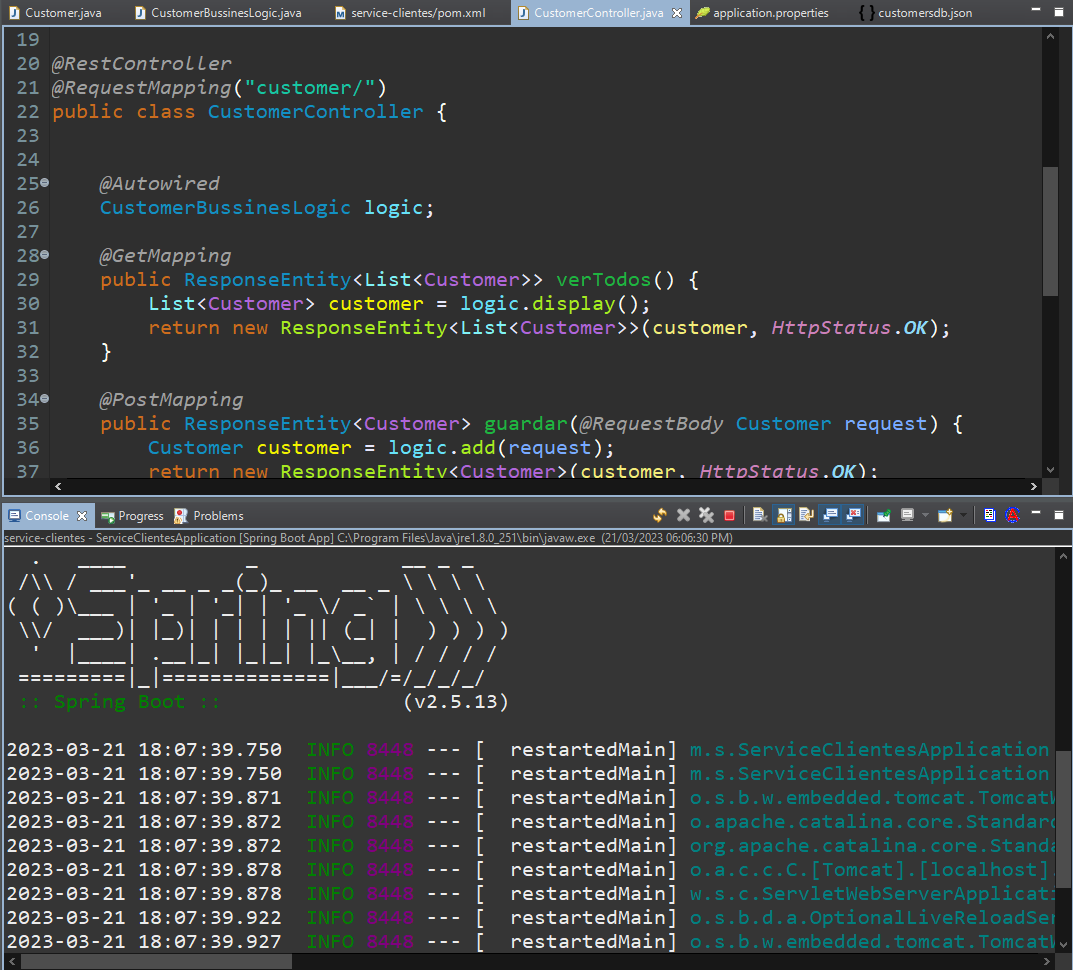 Customer.java CustomerBussinesLogic.java service-clientes/pom.xml CustomerController.java application.properties customersdb.json
19
20 @RestController
21 @RequestMapping("customer/")
22 public class CustomerController {
23
24
25 @Autowired
26 CustomerBussinesLogic logic;
27
28 @GetMapping
29 public ResponseEntity<List<Customer>> verTodos() {
30 List<Customer> customer = logic.display();
31 return new ResponseEntity<List<Customer>>(customer, HttpStatus.OK);
32 }
33
34 @PostMapping
35 public ResponseEntity<Customer> guardar(@RequestBody Customer request) {
36 Customer customer = logic.add(request);
37 return new ResponseEntity<Customer>(customer, HttpStatus.OK);
Console Progress Problems
service-clientes - ServiceClientesApplication [Spring Boot App] C:\Program Files\Java\jre1.8.0_251\bin\javaw.exe (21/03/2023 06:06:30 PM)
Spring
:: Spring Boot :: (v2.5.13)
2023-03-21 18:07:39.750 INFO 8448 --- [ restartedMain] m.s.ServiceClientesApplication
2023-03-21 18:07:39.750 INFO 8448 --- [ restartedMain] m.s.ServiceClientesApplication
2023-03-21 18:07:39.871 INFO 8448 --- [ restartedMain] o.s.b.w.embedded.tomcat.TomcatW
2023-03-21 18:07:39.872 INFO 8448 --- [ restartedMain] o.apache.catalina.core.Standard
2023-03-21 18:07:39.872 INFO 8448 --- [ restartedMain] org.apache.catalina.core.Standa
2023-03-21 18:07:39.878 INFO 8448 --- [ restartedMain] o.a.c.c.C.[Tomcat].[localhost].
2023-03-21 18:07:39.878 INFO 8448 --- [ restartedMain] w.s.c.ServletWebServerApplicati
2023-03-21 18:07:39.922 INFO 8448 --- [ restartedMain] o.s.b.d.a.OptionalLiveReloadSer
2023-03-21 18:07:39.927 INFO 8448 --- [ restartedMain] o.s.b.w.embedded.tomcat.TomcatW